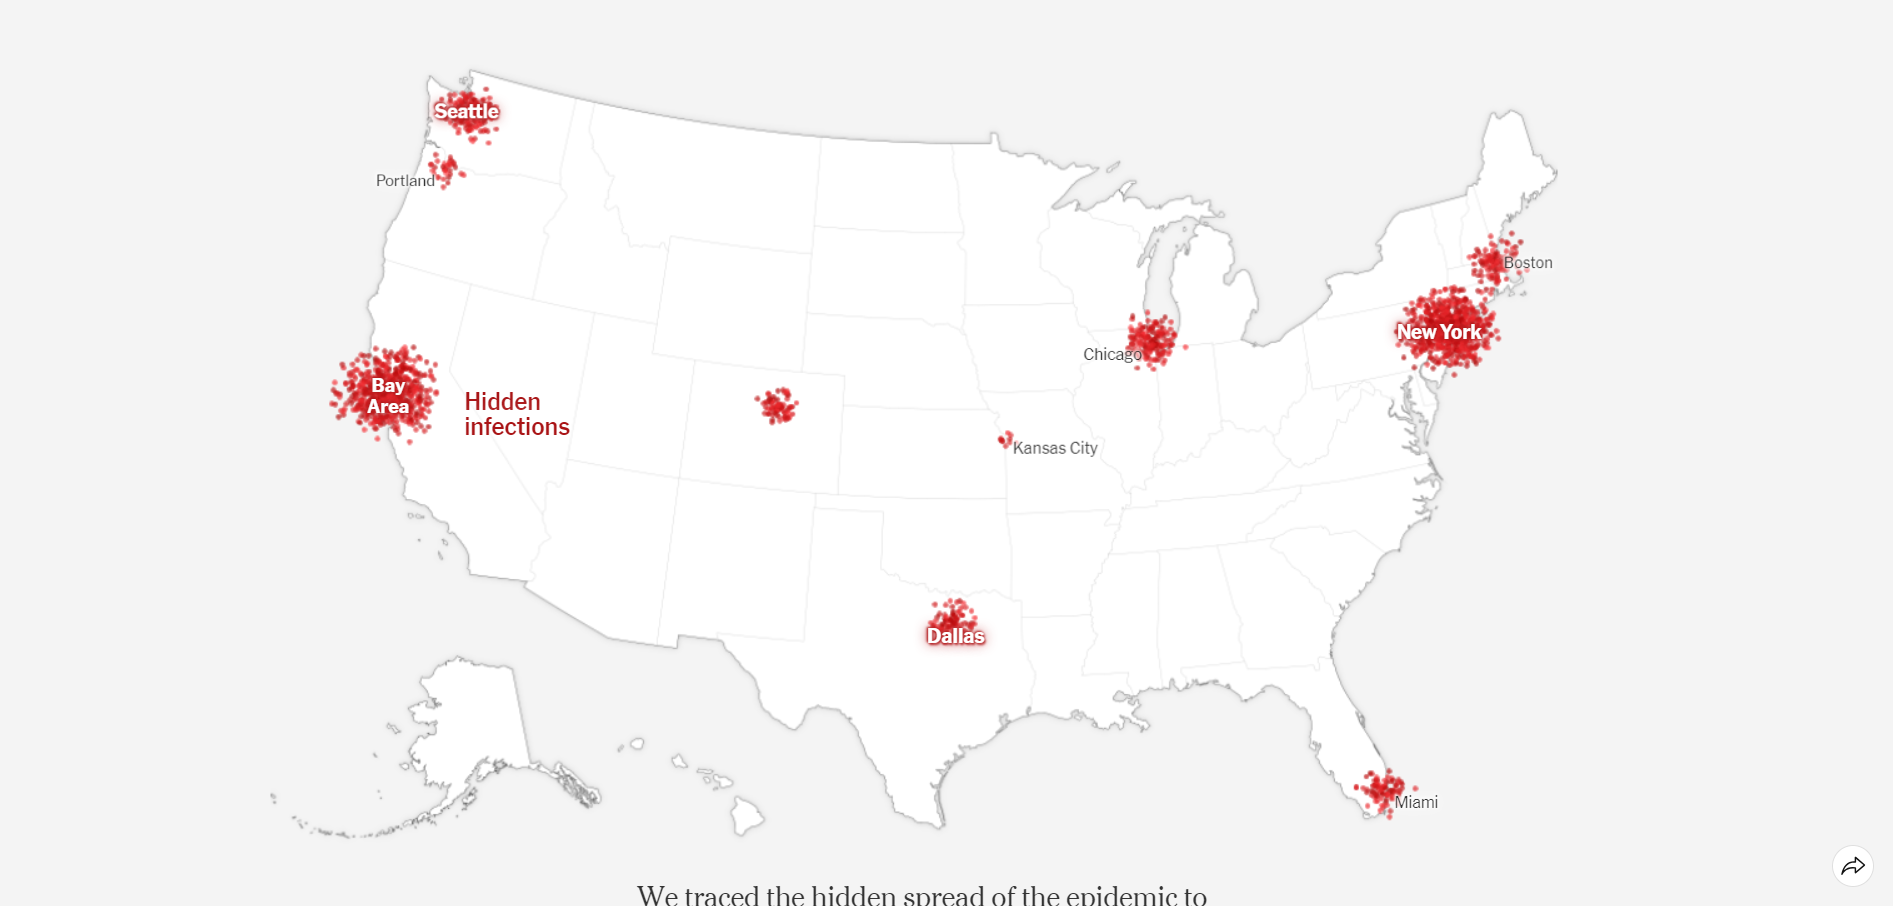 Seattle
Portland
Boston
New York
Chicago
Bay
Area
Hidden
infections
Kansas City
Dallas
Miami
We traced the hidden spread of the epidemic to